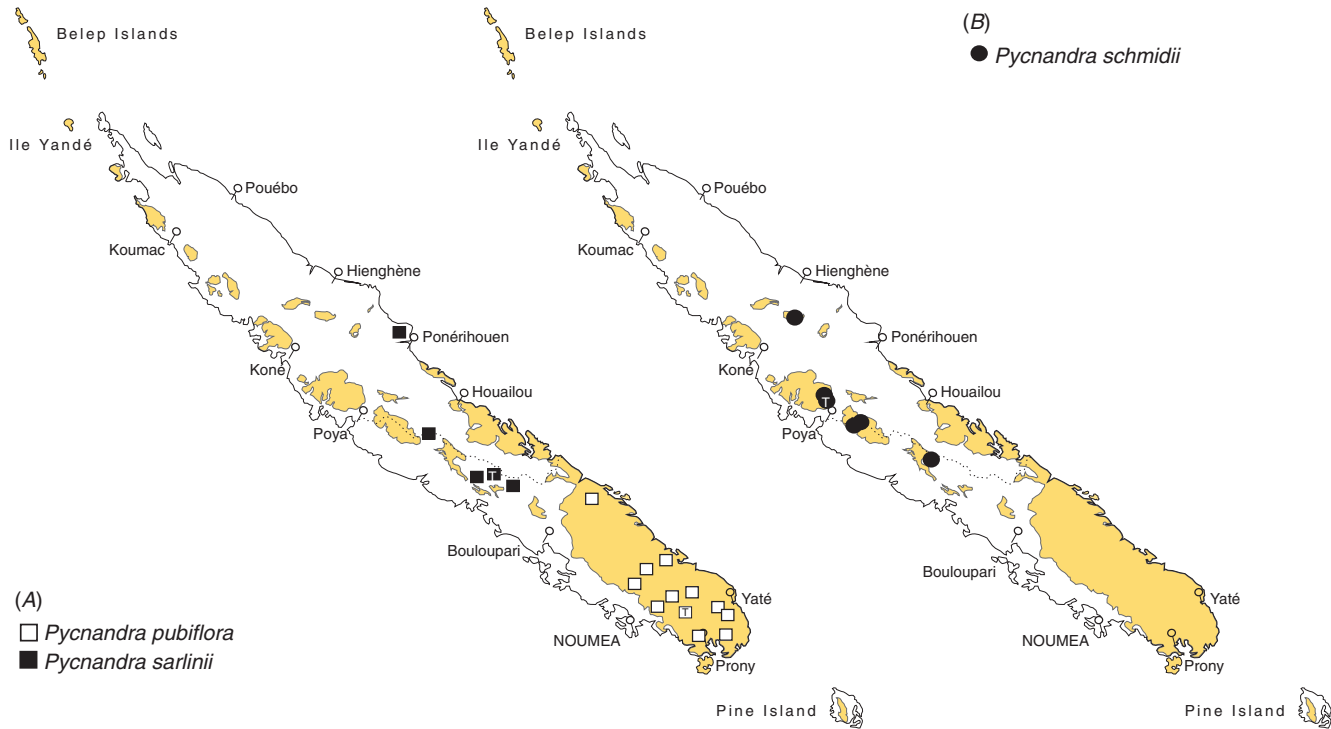 Belep Islands
Ile Yandé
Pouébo
Koumac
Hienghène
Ponérihouen
Koné
Houailou
Poya
T
Bouloupari
Yaté
T
NOUMEA
Prony
Pine Island
(A)
Pycnandra pubiflora
Pycnandra sarlinii
(B)
Pycnandra schmidii
Belep Islands
Ile Yandé
Pouébo
Koumac
Hienghène
Ponérihouen
Koné
Houailou
T
Poya
Bouloupari
Yaté
NOUMEA
Prony
Pine Island